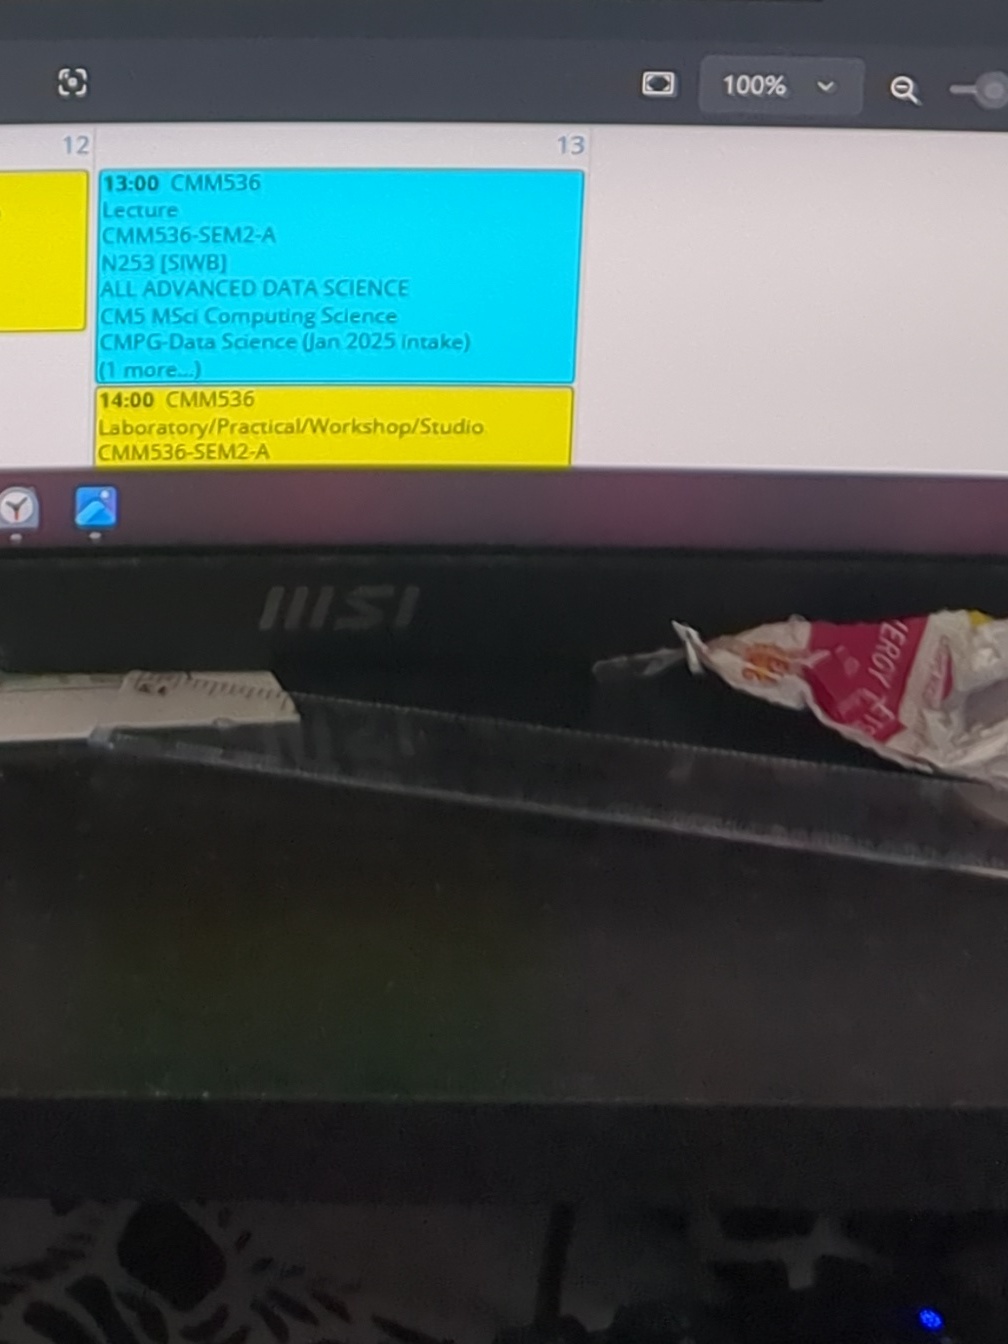 100%
12
13
13:00 CMM536
Lecture
CMM536-SEM2-A
N253 [SIWB]
ALL ADVANCED DATA SCIENCE
CM5 MSci Computing Science
CMPG-Data Science (Jan 2025 intake)
(1 more...)
14:00 CMM536
Laboratory/Practical/Workshop/Studio
CMM536-SEM2-A
msi